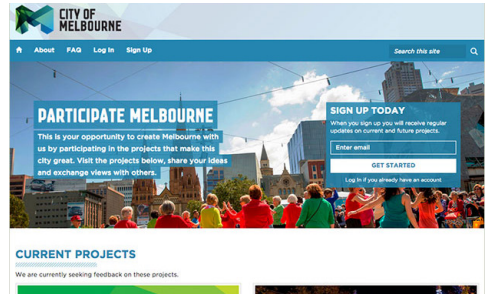 CITY OF
MELBOURNE
About FAQ Log In Sign Up
Search this site
PARTICIPATE MELBOURNE
This is your opportunity to create Melbourne with
us by participating in the projects that make this
city great. Visit the projects below, share your ideas
and exchange views with others.
SIGN UP TODAY
When you sign up you will receive regular
updates on current and future projects.
Enter email
GET STARTED
Log in if you already have an account
CURRENT PROJECTS
We are currently seeking feedback on these projects.